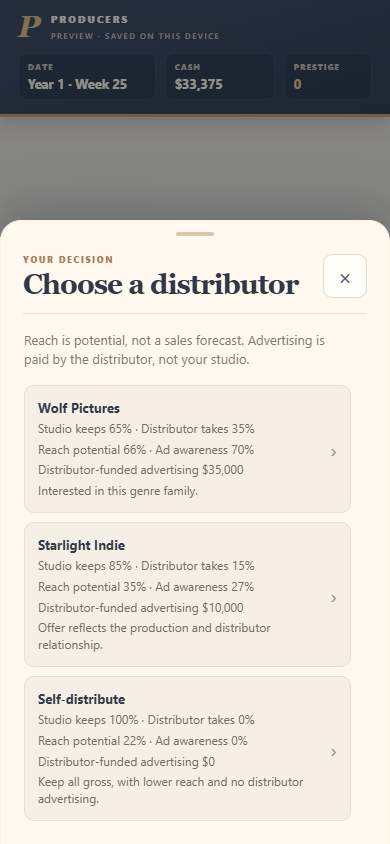 P PRODUCERS
PREVIEW · SAVED ON THIS DEVICE
DATE
Year 1 · Week 25
CASH
$33,375
PRESTIGE
0
YOUR DECISION
Choose a distributor
×
Reach is potential, not a sales forecast. Advertising is
paid by the distributor, not your studio.
Wolf Pictures
Studio keeps 65% · Distributor takes 35%
Reach potential 66% · Ad awareness 70%
Distributor-funded advertising $35,000
Interested in this genre family.
›
Starlight Indie
Studio keeps 85% · Distributor takes 15%
Reach potential 35% · Ad awareness 27%
Distributor-funded advertising $10,000
Offer reflects the production and distributor
relationship.
›
Self-distribute
Studio keeps 100% · Distributor takes 0%
Reach potential 22% · Ad awareness 0%
Distributor-funded advertising $0
Keep all gross, with lower reach and no distributor
advertising.
›